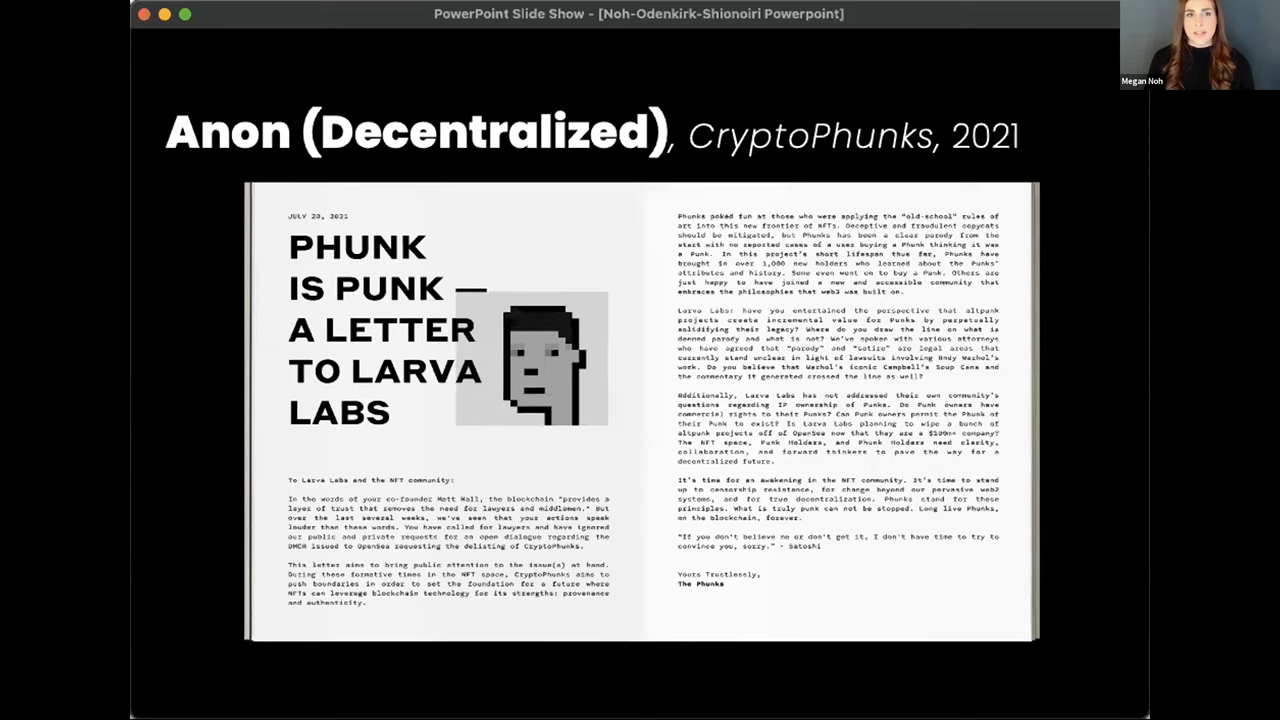 PowerPoint Slide Show - [Noh-Odenkirk-Shionoiri Powerpoint]
Megan Noh
Anon (Decentralized), CryptoPhunks, 2021
JULY 20, 2021
PHUNK
IS PUNK —
A LETTER
TO LARVA
LABS
To Larva Labs and the NFT community:
In the words of your co-founder Matt Hall, the blockchain "provides a
layer of trust that removes the need for lawyers and middlemen." But
over the last several weeks, we've seen that your actions speak
louder than these words. You have called for lawyers and have ignored
our public and private requests for an open dialogue regarding the
DMCA issued to OpenSea requesting the delisting of CryptoPhunks.
This letter aims to bring public attention to the issue(s) at hand.
During these formative times in the NFT space, CryptoPhunks aims to
push boundaries in order to set the foundation for a future where
NFTs can leverage blockchain technology for its strengths: provenance
and authenticity.
Phunks poked fun at those who were applying the "old-school" rules of
art into this new frontier of NFTs. Deceptive and fraudulent copycats
should be mitigated, but Phunks has been a clear parody from the
start with no reported cases of a user buying a Phunk thinking it was
a Punk. In this project's short lifespan thus far, Phunks have
brought in over 1,000 new holders who learned about the Punks'
attributes and history. Some even went on to buy a Punk. Others are
just happy to have joined a new and accessible community that
embraces the philosophies that web3 was built on.
Larva Labs: have you entertained the perspective that altpunk
projects create incremental value for Punks by perpetually
solidifying their legacy? Where do you draw the line on what is
deemed parody and what is not? We've spoken with various attorneys
who have agreed that "parody" and "satire" are legal areas that
currently stand unclear in light of lawsuits involving Andy Warhol's
work. Do you believe that Warhol's iconic Campbell's Soup Cans and
the commentary it generated crossed the line as well?
Additionally, Larva Labs has not addressed their own community's
questions regarding IP ownership of Punks. Do Punk owners have
commercial rights to their Punks? Can Punk owners permit the Phunk of
their Punk to exist? Is Larva Labs planning to wipe a bunch of
altpunk projects off of OpenSea now that they are a $100m+ company?
The NFT space, Punk Holders, and Phunk Holders need clarity,
collaboration, and forward thinkers to pave the way for a
decentralized future.
It's time for an awakening in the NFT community. It's time to stand
up to censorship resistance, for change beyond our pervasive web2
systems, and for true decentralization. Phunks stand for these
principles. What is truly punk can not be stopped. Long live Phunks,
on the blockchain, forever.
"If you don't believe me or don't get it, I don't have time to try to
convince you, sorry." - Satoshi
Yours Trustlessly,
The Phunks